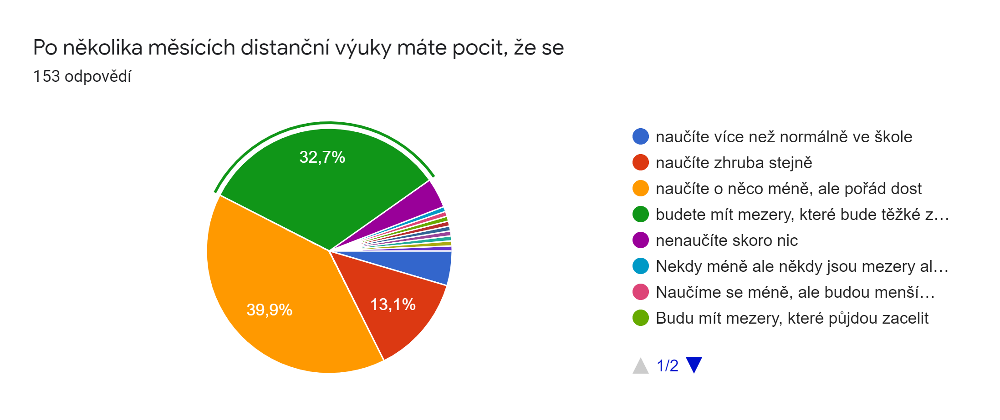 Po několika měsících distanční výuky máte pocit, že se
153 odpovědí
32,7%
39,9%
13,1%
naučíte více než normálně ve škole
naučíte zhruba stejně
naučíte o něco méně, ale pořád dost
budete mít mezery, které bude těžké z…
nenaučíte skoro nic
Nekdy méně ale někdy jsou mezery al…
Naučíme se méně, ale budou menší…
Budu mít mezery, které půjdou zacelit
1/2